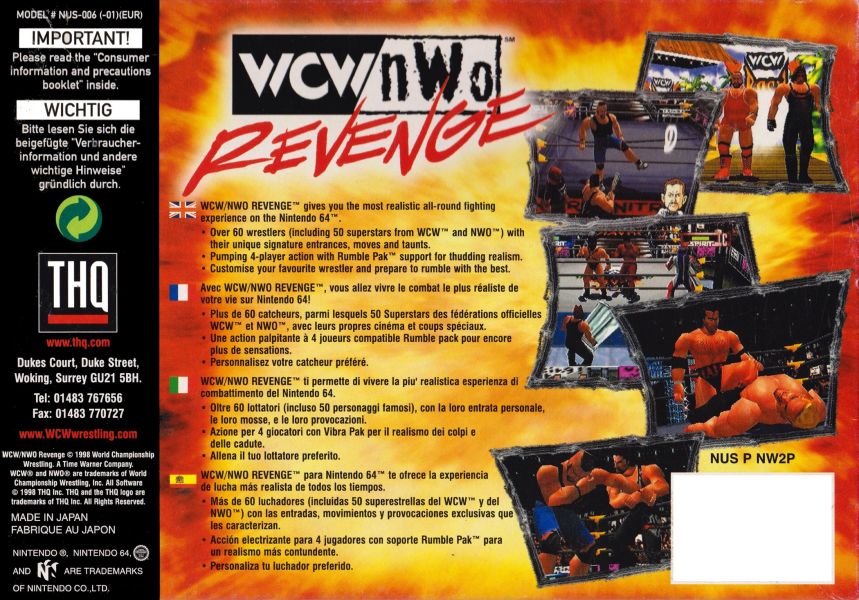 MODEL # NUS-006 (-01)(EUR)
IMPORTANT!
Please read the "Consumer
information and precautions
booklet" inside.
WICHTIG
Bitte lesen Sie sich die
beigefügte "Verbraucher-
information und andere
wichtige Hinweise"
gründlich durch.
THQ
www.thq.com
Dukes Court, Duke Street,
Woking, Surrey GU21 5BH.
Tel: 01483 767656
Fax: 01483 770727
www.WCWwrestling.com
WCW/NWO Revenge © 1998 World Championship
Wrestling. A Time Warner Company.
WCW® and NWO® are trademarks of World
Championship Wrestling, Inc. All Software
© 1998 THQ Inc. THQ and the THQ logo are
trademarks of THQ Inc. All Rights Reserved.
MADE IN JAPAN
FABRIQUE AU JAPON
NINTENDO ®, NINTENDO 64,
AND N ARE TRADEMARKS
OF NINTENDO CO.,LTD.
WCW/nWo SM
REVENGE
WCW/NWO REVENGE™ gives you the most realistic all-round fighting
experience on the Nintendo 64™.
• Over 60 wrestlers (including 50 superstars from WCW™ and NWO™) with
their unique signature entrances, moves and taunts.
• Pumping 4-player action with Rumble Pak™ support for thudding realism.
• Customise your favourite wrestler and prepare to rumble with the best.
Avec WCW/NWO REVENGE™, vous allez vivre le combat le plus réaliste de
votre vie sur Nintendo 64!
• Plus de 60 catcheurs, parmi lesquels 50 Superstars des fédérations officielles
WCW™ et NWO™, avec leurs propres cinéma et coups spéciaux.
• Une action palpitante à 4 joueurs compatible Rumble pack pour encore
plus de sensations.
• Personnalisez votre catcheur préféré.
WCW/NWO REVENGE™ ti permette di vivere la piu' realistica esperienza di
combattimento del Nintendo 64.
• Oltre 60 lottatori (incluso 50 personaggi famosi), con la loro entrata personale,
le loro mosse, e le loro provocazioni.
• Azione per 4 giocatori con Vibra Pak per il realismo dei colpi e
delle cadute.
• Allena il tuo lottatore preferito.
WCW/NWO REVENGE™ para Nintendo 64™ te ofrece la experiencia
de lucha más realista de todos los tiempos.
• Más de 60 luchadores (incluidas 50 superestrellas del WCW™ y del
NWO™) con las entradas, movimientos y provocaciones exclusivas que
les caracterizan.
• Acción electrizante para 4 jugadores con soporte Rumble Pak™ para
un realismo más contundente.
• Personaliza tu luchador preferido.
WCW
NITRO
SPIRIT
SPIRIT
NUS P NW2P